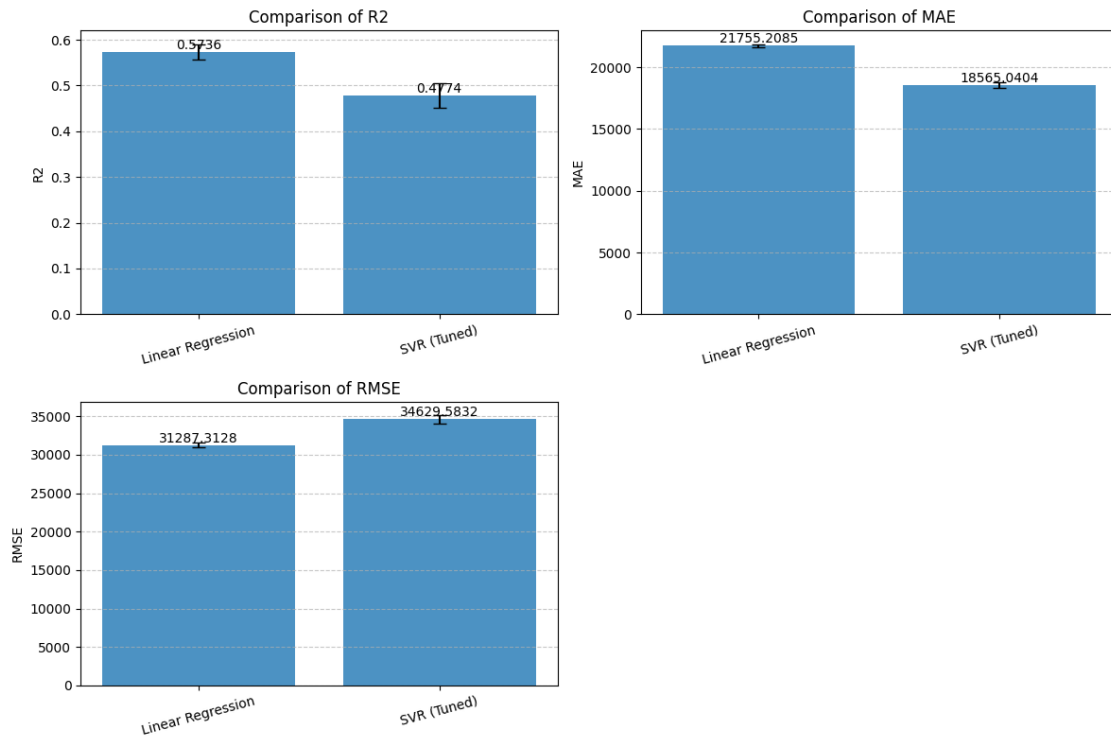 Comparison of R2
0.6
0.5
0.4
0.3
0.2
0.1
0.0
R2
0.5736
0.4774
Linear Regression
SVR (Tuned)
Comparison of MAE
20000
15000
10000
5000
0
MAE
21755.2085
18565.0404
Linear Regression
SVR (Tuned)
Comparison of RMSE
35000
30000
25000
20000
15000
10000
5000
0
RMSE
31287.3128
34629.5832
Linear Regression
SVR (Tuned)